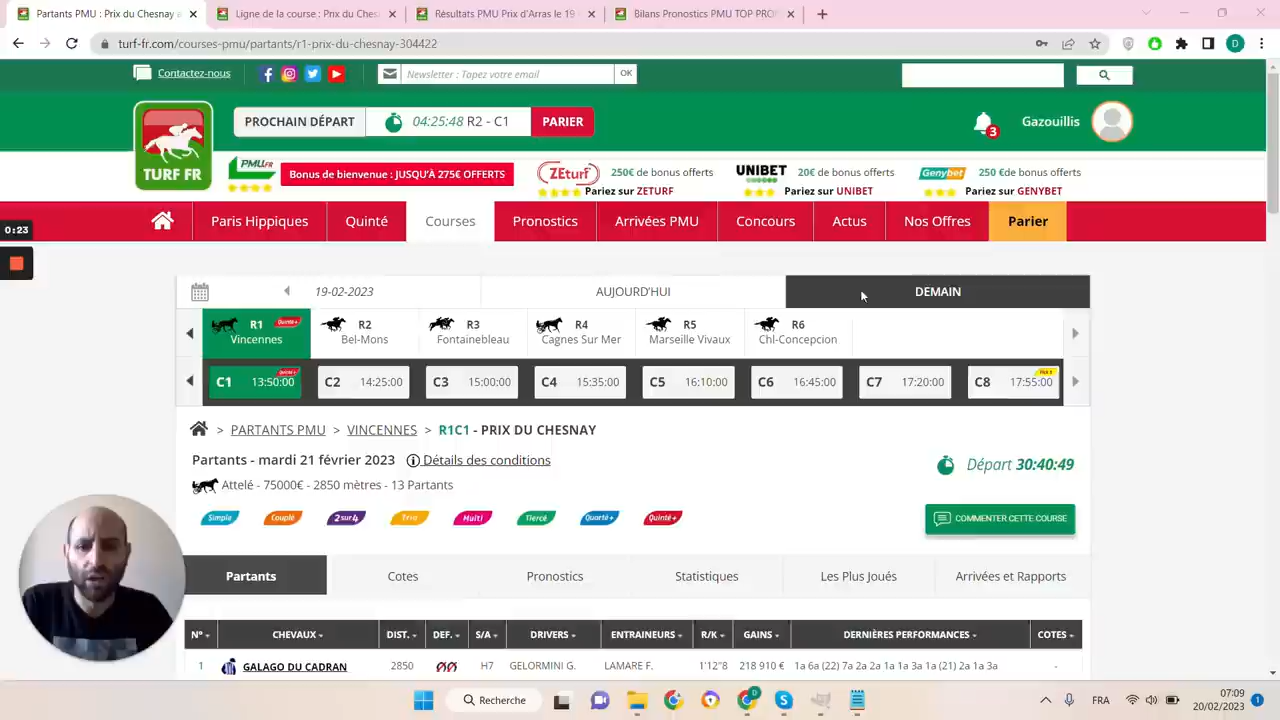 Partants PMU : Prix du Chesnay
Ligne de la course : Prix du Ches
Résultats PMU Prix d'Arras le 19
Bilans Pronostics PMU TOP PRO
turf-fr.com/courses-pmu/partants/r1-prix-du-chesnay-304422
D
Contactez-nous
Newsletter : Tapez votre email
OK
PROCHAIN DÉPART
04:25:48 R2 - C1
PARIER
3
Gazouillis
TURF FR
PMU.FR
Bonus de bienvenue : JUSQU'À 275€ OFFERTS
ZEturf
250€ de bonus offerts
Pariez sur ZETURF
UNIBET
20€ de bonus offerts
Pariez sur UNIBET
Genybet
250 €de bonus offerts
Pariez sur GENYBET
0:23
Paris Hippiques
Quinté
Courses
Pronostics
Arrivées PMU
Concours
Actus
Nos Offres
Parier
19-02-2023
AUJOURD'HUI
DEMAIN
R1 Quinté+
Vincennes
R2
Bel-Mons
R3
Fontainebleau
R4
Cagnes Sur Mer
R5
Marseille Vivaux
R6
Chl-Concepcion
C1 13:50:00 Quinté+
C2 14:25:00
C3 15:00:00
C4 15:35:00
C5 16:10:00
C6 16:45:00
C7 17:20:00
C8 17:55:00
> PARTANTS PMU > VINCENNES > R1C1 - PRIX DU CHESNAY
Partants - mardi 21 février 2023 Détails des conditions
Départ 30:40:49
Attelé - 75000€ - 2850 mètres - 13 Partants
Simple Couplé 2sur4 Trio Multi Tiercé Quarté+ Quinté+
COMMENTER CETTE COURSE
Partants Cotes Pronostics Statistiques Les Plus Joués Arrivées et Rapports
N° CHEVAUX DIST. DEF. S/A DRIVERS ENTRAINEURS R/K GAINS DERNIÈRES PERFORMANCES COTES
1 GALAGO DU CADRAN 2850 H7 GELORMINI G. LAMARE F. 1'12"8 218 910 € 1a 6a (22) 7a 2a 2a 1a 1a 3a 1a (21) 2a 1a 3a -
Recherche
D
FRA
07:09
20/02/2023
1